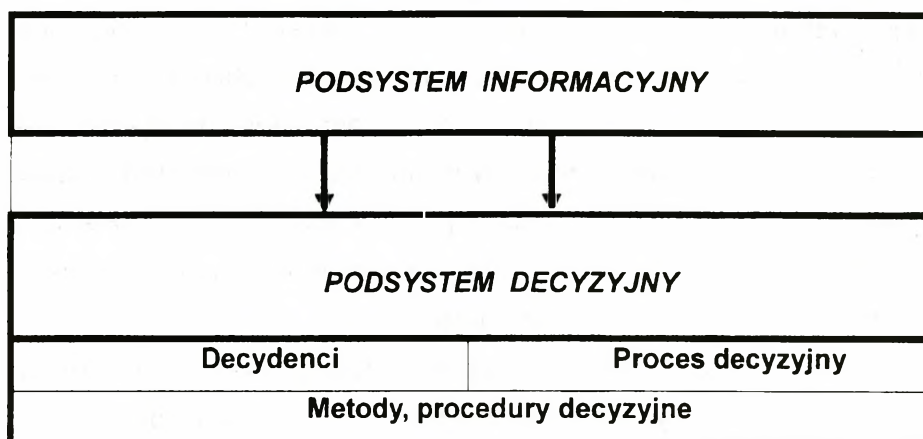 PODSYSTEM INFORMACYJNY
PODSYSTEM DECYZYJNY
Decydenci
Proces decyzyjny
Metody, procedury decyzyjne